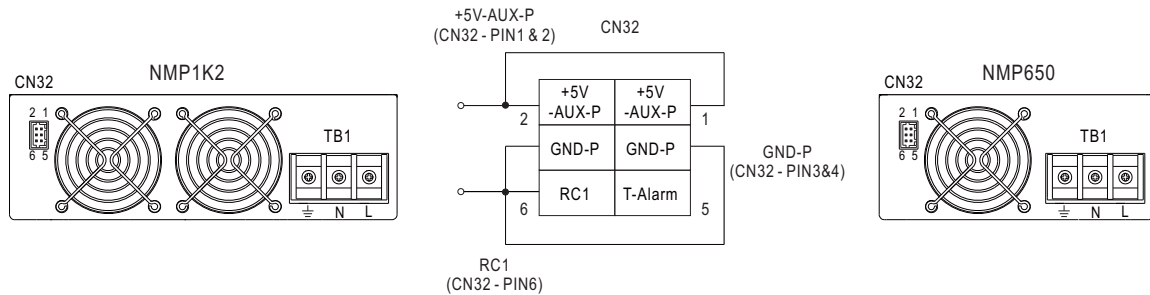 +5V-AUX-P
(CN32 - PIN1 & 2)
CN32
NMP1K2
CN32
2 1
6 5
TB1
N
L
+5V
-AUX-P
+5V
-AUX-P
2
1
GND-P
GND-P
RC1
T-Alarm
6
5
GND-P
(CN32 - PIN3&4)
RC1
(CN32 - PIN6)
NMP650
CN32
2 1
6 5
TB1
N
L